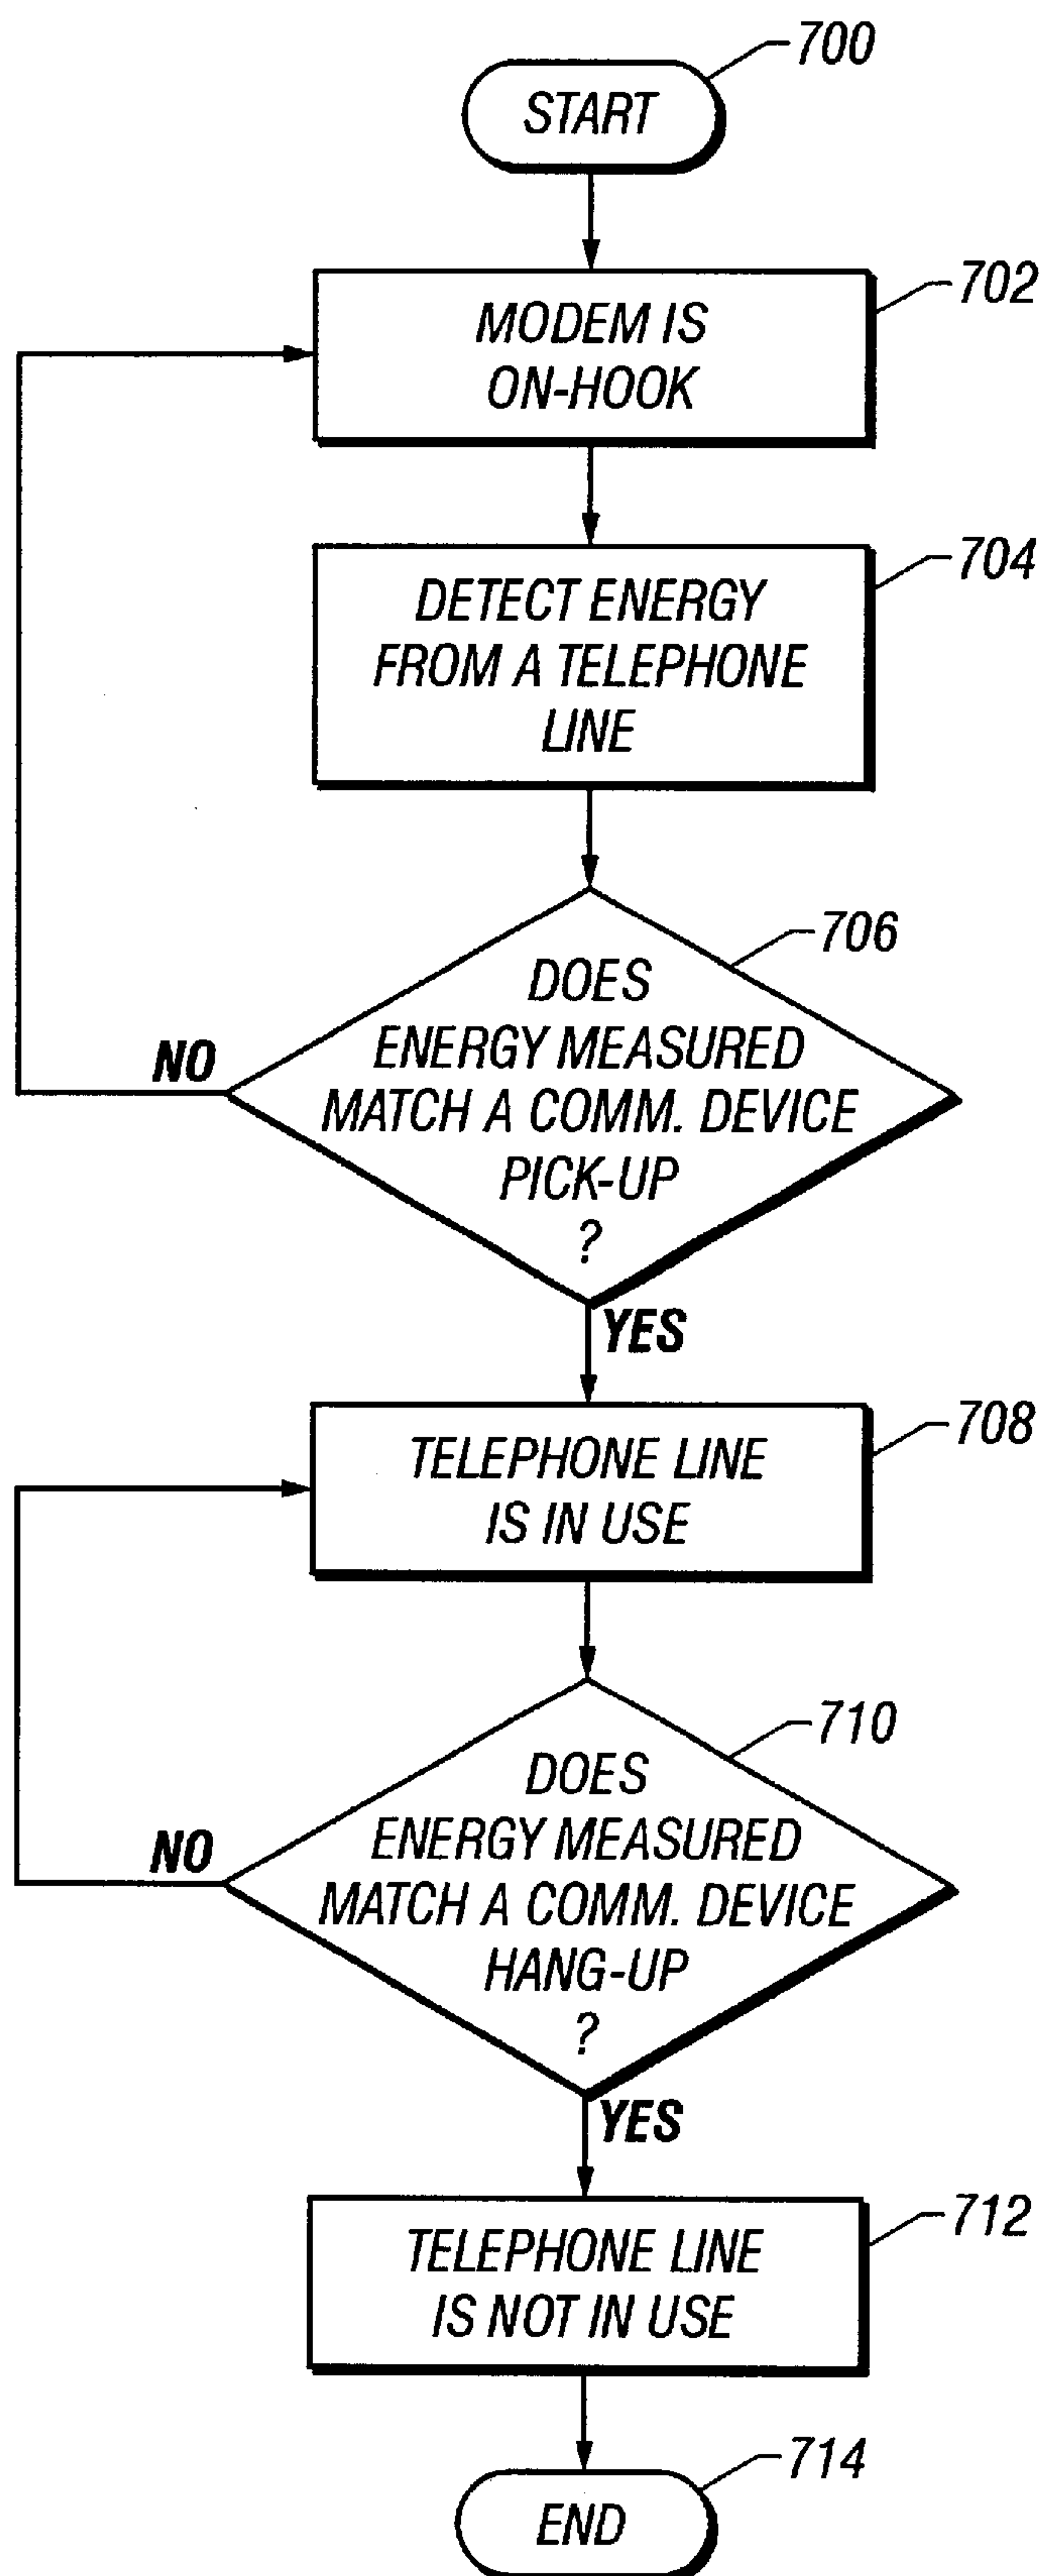 700
START
702
MODEM IS
ON-HOOK
704
DETECT ENERGY
FROM A TELEPHONE
LINE
706
DOES
ENERGY MEASURED
MATCH A COMM. DEVICE
PICK-UP
?
NO
YES
708
TELEPHONE LINE
IS IN USE
710
DOES
ENERGY MEASURED
MATCH A COMM. DEVICE
HANG-UP
?
NO
YES
712
TELEPHONE LINE
IS NOT IN USE
714
END